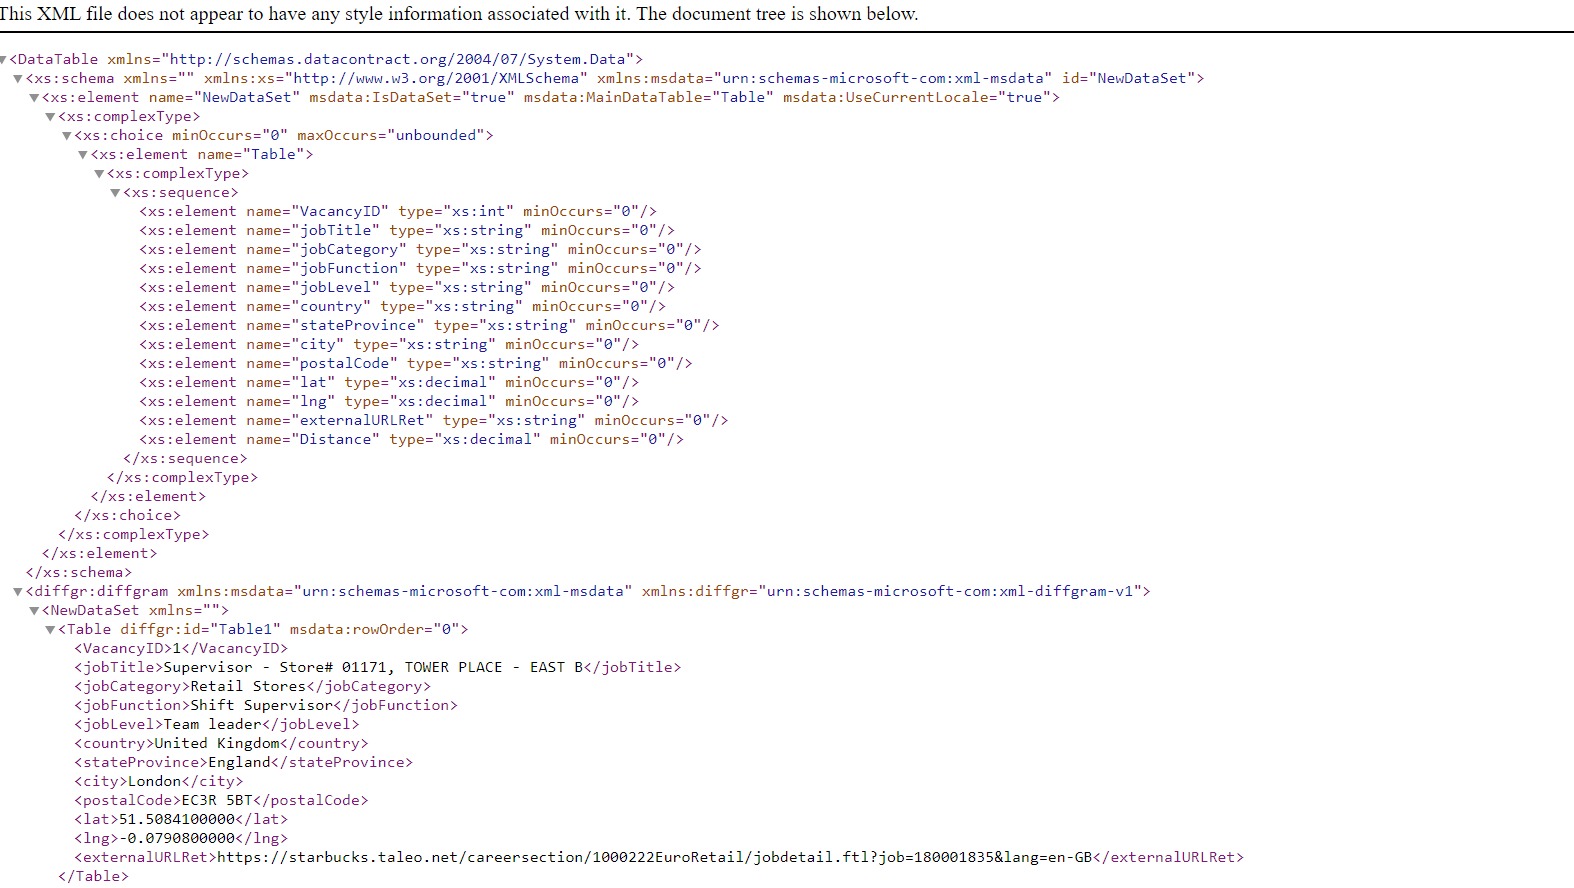 This XML file does not appear to have any style information associated with it. The document tree is shown below.
▼<DataTable xmlns="http://schemas.datacontract.org/2004/07/System.Data">
▼<xs:schema xmlns="" xmlns:xs="http://www.w3.org/2001/XMLSchema" xmlns:msdata="urn:schemas-microsoft-com:xml-msdata" id="NewDataSet">
▼<xs:element name="NewDataSet" msdata:IsDataSet="true" msdata:MainDataTable="Table" msdata:UseCurrentLocale="true">
▼<xs:complexType>
▼<xs:choice minOccurs="0" maxOccurs="unbounded">
▼<xs:element name="Table">
▼<xs:complexType>
▼<xs:sequence>
<xs:element name="VacancyID" type="xs:int" minOccurs="0"/>
<xs:element name="jobTitle" type="xs:string" minOccurs="0"/>
<xs:element name="jobCategory" type="xs:string" minOccurs="0"/>
<xs:element name="jobFunction" type="xs:string" minOccurs="0"/>
<xs:element name="jobLevel" type="xs:string" minOccurs="0"/>
<xs:element name="country" type="xs:string" minOccurs="0"/>
<xs:element name="stateProvince" type="xs:string" minOccurs="0"/>
<xs:element name="city" type="xs:string" minOccurs="0"/>
<xs:element name="postalCode" type="xs:string" minOccurs="0"/>
<xs:element name="lat" type="xs:decimal" minOccurs="0"/>
<xs:element name="lng" type="xs:decimal" minOccurs="0"/>
<xs:element name="externalURLRet" type="xs:string" minOccurs="0"/>
<xs:element name="Distance" type="xs:decimal" minOccurs="0"/>
</xs:sequence>
</xs:complexType>
</xs:element>
</xs:choice>
</xs:complexType>
</xs:element>
</xs:schema>
▼<diffgr:diffgram xmlns:msdata="urn:schemas-microsoft-com:xml-msdata" xmlns:diffgr="urn:schemas-microsoft-com:xml-diffgram-v1">
▼<NewDataSet xmlns="">
▼<Table diffgr:id="Table1" msdata:rowOrder="0">
<VacancyID>1</VacancyID>
<jobTitle>Supervisor - Store# 01171, TOWER PLACE - EAST B</jobTitle>
<jobCategory>Retail Stores</jobCategory>
<jobFunction>Shift Supervisor</jobFunction>
<jobLevel>Team leader</jobLevel>
<country>United Kingdom</country>
<stateProvince>England</stateProvince>
<city>London</city>
<postalCode>EC3R 5BT</postalCode>
<lat>51.5084100000</lat>
<lng>-0.0790800000</lng>
<externalURLRet>https://starbucks.taleo.net/careersection/1000222EuroRetail/jobdetail.ftl?job=180001835&lang=en-GB</externalURLRet>
</Table>